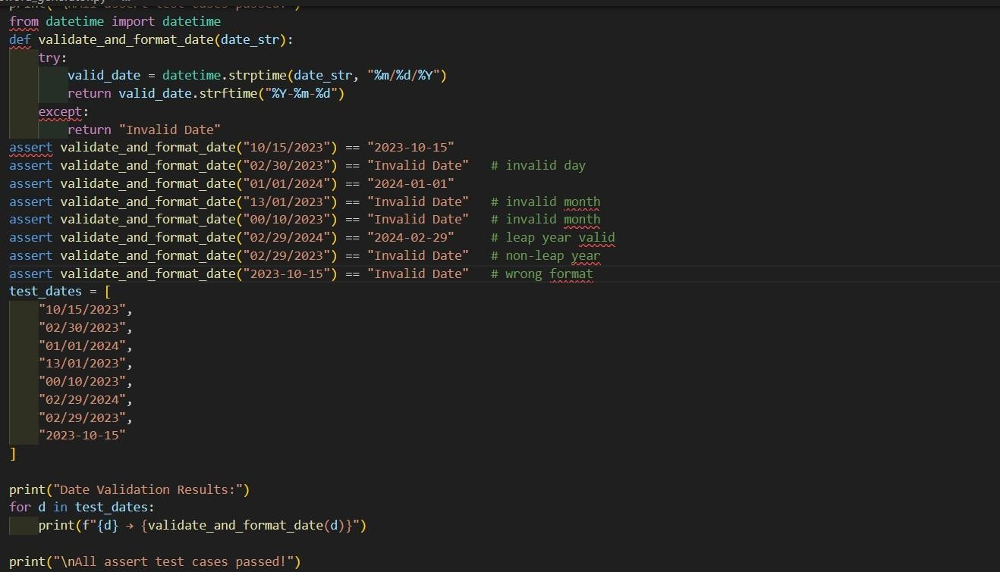 from datetime import datetime
def validate_and_format_date(date_str):
    try:
        valid_date = datetime.strptime(date_str, "%m/%d/%Y")
        return valid_date.strftime("%Y-%m-%d")
    except:
        return "Invalid Date"
assert validate_and_format_date("10/15/2023") == "2023-10-15"
assert validate_and_format_date("02/30/2023") == "Invalid Date"   # invalid day
assert validate_and_format_date("01/01/2024") == "2024-01-01"
assert validate_and_format_date("13/01/2023") == "Invalid Date"   # invalid month
assert validate_and_format_date("00/10/2023") == "Invalid Date"   # invalid month
assert validate_and_format_date("02/29/2024") == "2024-02-29"     # leap year valid
assert validate_and_format_date("02/29/2023") == "Invalid Date"   # non-leap year
assert validate_and_format_date("2023-10-15") == "Invalid Date"   # wrong format
test_dates = [
    "10/15/2023",
    "02/30/2023",
    "01/01/2024",
    "13/01/2023",
    "00/10/2023",
    "02/29/2024",
    "02/29/2023",
    "2023-10-15"
]
print("Date Validation Results:")
for d in test_dates:
    print(f"{d} → {validate_and_format_date(d)}")
print("\nAll assert test cases passed!")